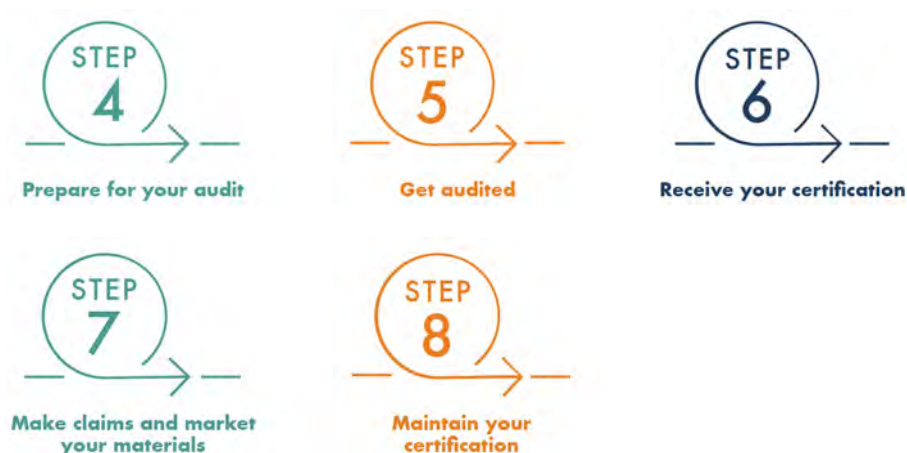 STEP
4
Prepare for your audit
STEP
5
Get audited
STEP
6
Receive your certification
STEP
7
Make claims and market
your materials
STEP
8
Maintain your
certification